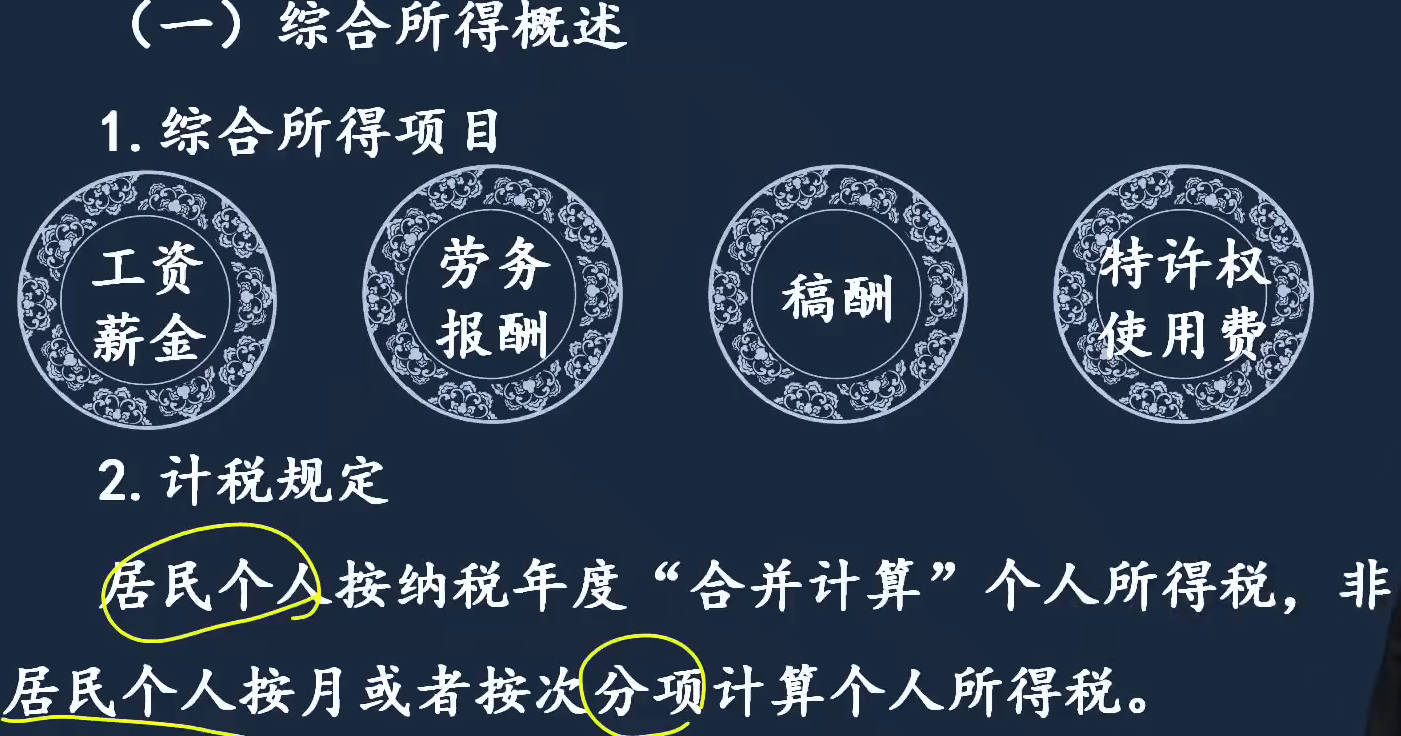 （一）综合所得概述
1.综合所得项目
工资
薪金
劳务
报酬
稿酬
特许权
使用费
2.计税规定
居民个人按纳税年度“合并计算”个人所得税，非
居民个人按月或者按次分项计算个人所得税。